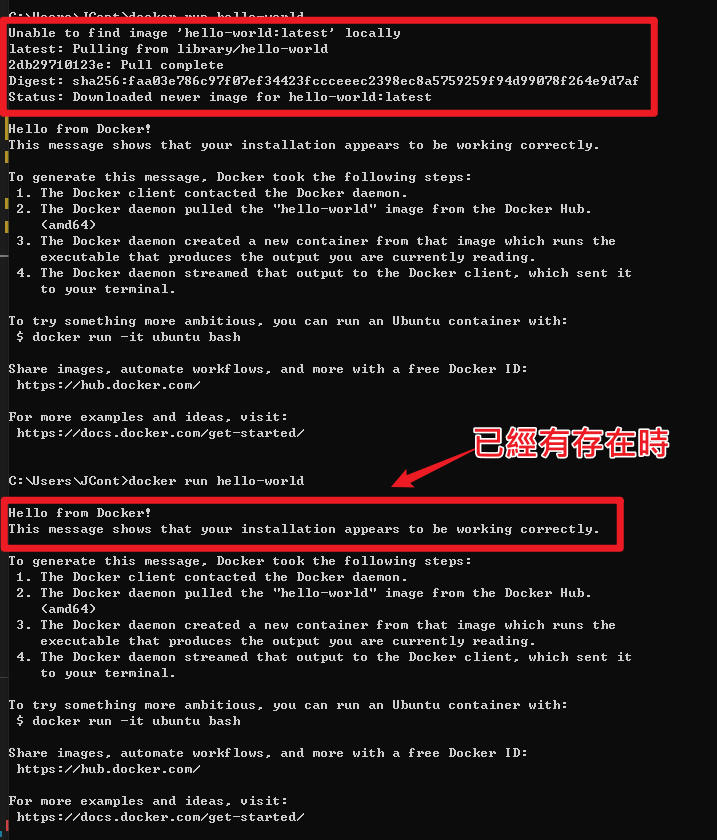 C:\Users\JCont>docker run hello-world
Unable to find image 'hello-world:latest' locally
latest: Pulling from library/hello-world
2db29710123e: Pull complete
Digest: sha256:faa03e786c97f07ef34423fccceeec2398ec8a5759259f94d99078f264e9d7af
Status: Downloaded newer image for hello-world:latest
Hello from Docker!
This message shows that your installation appears to be working correctly.
To generate this message, Docker took the following steps:
1. The Docker client contacted the Docker daemon.
2. The Docker daemon pulled the "hello-world" image from the Docker Hub.
(amd64)
3. The Docker daemon created a new container from that image which runs the
executable that produces the output you are currently reading.
4. The Docker daemon streamed that output to the Docker client, which sent it
to your terminal.
To try something more ambitious, you can run an Ubuntu container with:
$ docker run -it ubuntu bash
Share images, automate workflows, and more with a free Docker ID:
https://hub.docker.com/
For more examples and ideas, visit:
https://docs.docker.com/get-started/
已經有存在時
C:\Users\JCont>docker run hello-world
Hello from Docker!
This message shows that your installation appears to be working correctly.
To generate this message, Docker took the following steps:
1. The Docker client contacted the Docker daemon.
2. The Docker daemon pulled the "hello-world" image from the Docker Hub.
(amd64)
3. The Docker daemon created a new container from that image which runs the
executable that produces the output you are currently reading.
4. The Docker daemon streamed that output to the Docker client, which sent it
to your terminal.
To try something more ambitious, you can run an Ubuntu container with:
$ docker run -it ubuntu bash
Share images, automate workflows, and more with a free Docker ID:
https://hub.docker.com/
For more examples and ideas, visit:
https://docs.docker.com/get-started/